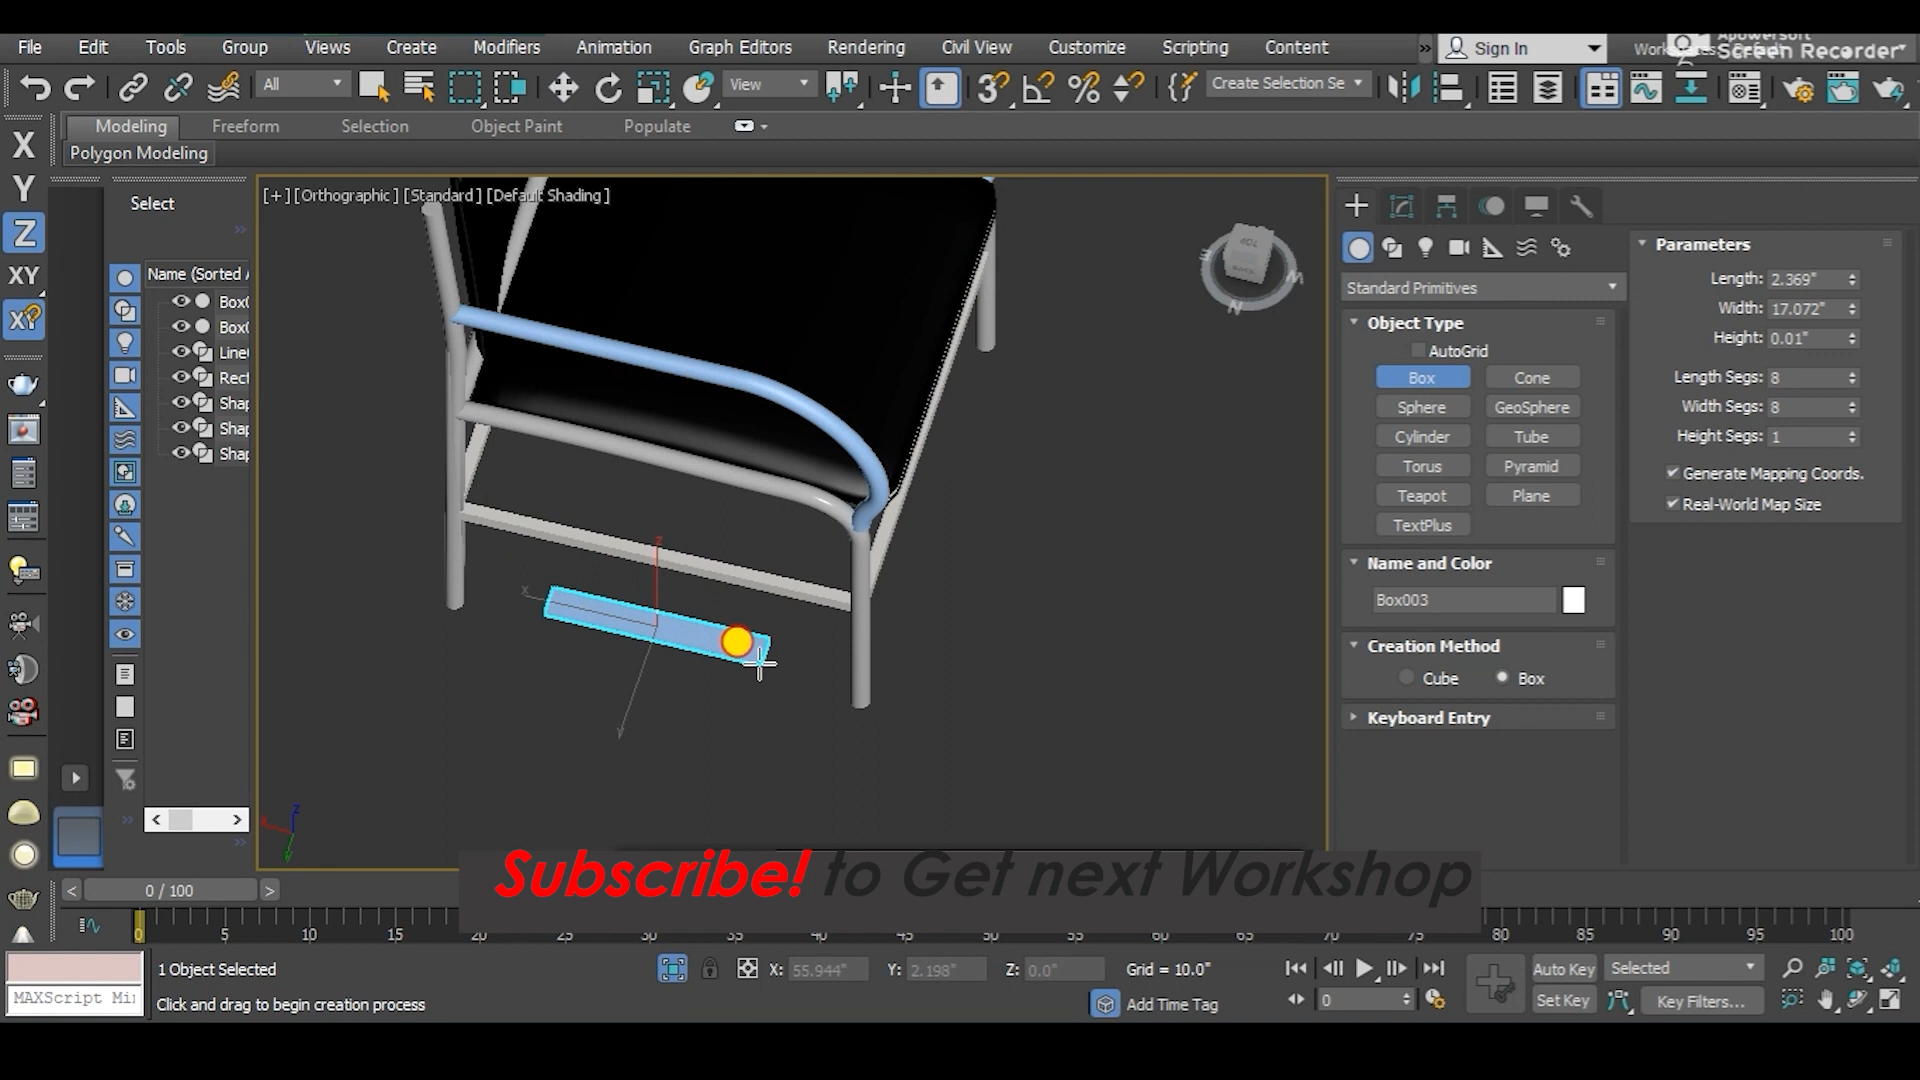 File Edit Tools Group Views Create Modifiers Animation Graph Editors Rendering Civil View Customize Scripting Content » Sign In
Apowersoft
Screen Recorder
All View Create Selection Se
Modeling Freeform Selection Object Paint Populate
Polygon Modeling
X
Y
Z
XY
XY
Select
Name (Sorted A
Box0
Box0
Line
Rect
Shap
Shap
Shap
[+] [Orthographic] [Standard] [Default Shading]
TOP
E
W
N
x
z
y
z
x
Standard Primitives
Object Type
AutoGrid
Box Cone
Sphere GeoSphere
Cylinder Tube
Torus Pyramid
Teapot Plane
TextPlus
Name and Color
Box003
Creation Method
Cube Box
Keyboard Entry
Parameters
Length: 2.369"
Width: 17.072"
Height: 0.01"
Length Segs: 8
Width Segs: 8
Height Segs: 1
Generate Mapping Coords.
Real-World Map Size
Subscribe! to Get next Workshop
0 / 100
0 5 10 15 20 25 30 35 40 45 50 55 60 65 70 75 80 85 90 95 100
1 Object Selected
X: 55.944" Y: 2.198" Z: 0.0" Grid = 10.0"
Auto Key Selected
MAXScript Mi
Click and drag to begin creation process
Add Time Tag
0
Set Key Key Filters...